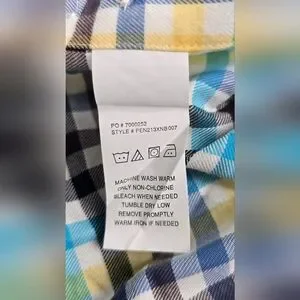 PO # 7000252
STYLE # PEN213XNB007
MACHINE WASH WARM
ONLY NON-CHLORINE
BLEACH WHEN NEEDED
TUMBLE DRY LOW
REMOVE PROMPTLY
WARM IRON IF NEEDED